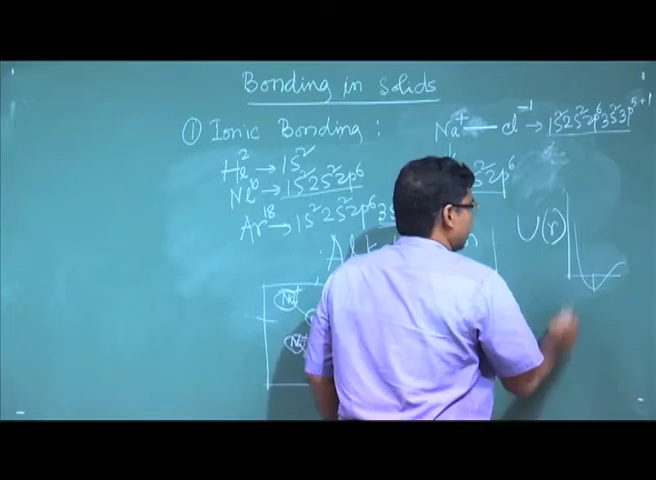 Bonding in Solids
① Ionic Bonding :
Na⁺ — Cl⁻¹ → 1S²2S²2P⁶3S²3P⁵⁺¹
He² → 1S²
Ne¹⁰ → 1S²2S²2P⁶
S²2P⁶
Ar¹⁸ → 1S²2S²2P⁶3S
U(r)
Na⁺
Na⁺